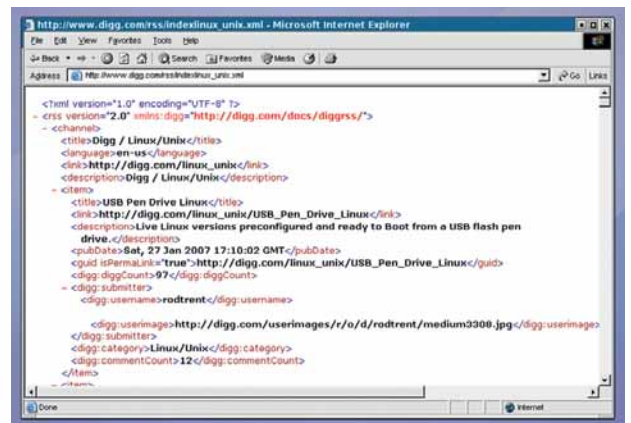 http://www.digg.com/rss/indexlinux_unix.xml - Microsoft Internet Explorer
File Edit View Favorites Tools Help
Back Search Favorites Media
Address http://www.digg.com/rss/indexlinux_unix.xml Go Links
<?xml version="1.0" encoding="UTF-8" ?>
- <rss version="2.0" xmlns:digg="http://digg.com/docs/diggrss/">
- <channel>
<title>Digg / Linux/Unix</title>
<language>en-us</language>
<link>http://digg.com/linux_unix</link>
<description>Digg / Linux/Unix</description>
- <item>
<title>USB Pen Drive Linux</title>
<link>http://digg.com/linux_unix/USB_Pen_Drive_Linux</link>
<description>Live Linux versions preconfigured and ready to Boot from a USB flash pen
drive.</description>
<pubDate>Sat, 27 Jan 2007 17:10:02 GMT</pubDate>
<guid isPermaLink="true">http://digg.com/linux_unix/USB_Pen_Drive_Linux</guid>
<digg:diggCount>97</digg:diggCount>
- <digg:submitter>
<digg:username>rodtrent</digg:username>
<digg:userimage>http://digg.com/userimages/r/o/d/rodtrent/medium3308.jpg</digg:userimage>
</digg:submitter>
<digg:category>Linux/Unix</digg:category>
<digg:commentCount>12</digg:commentCount>
</item>
- <item>
Done Internet